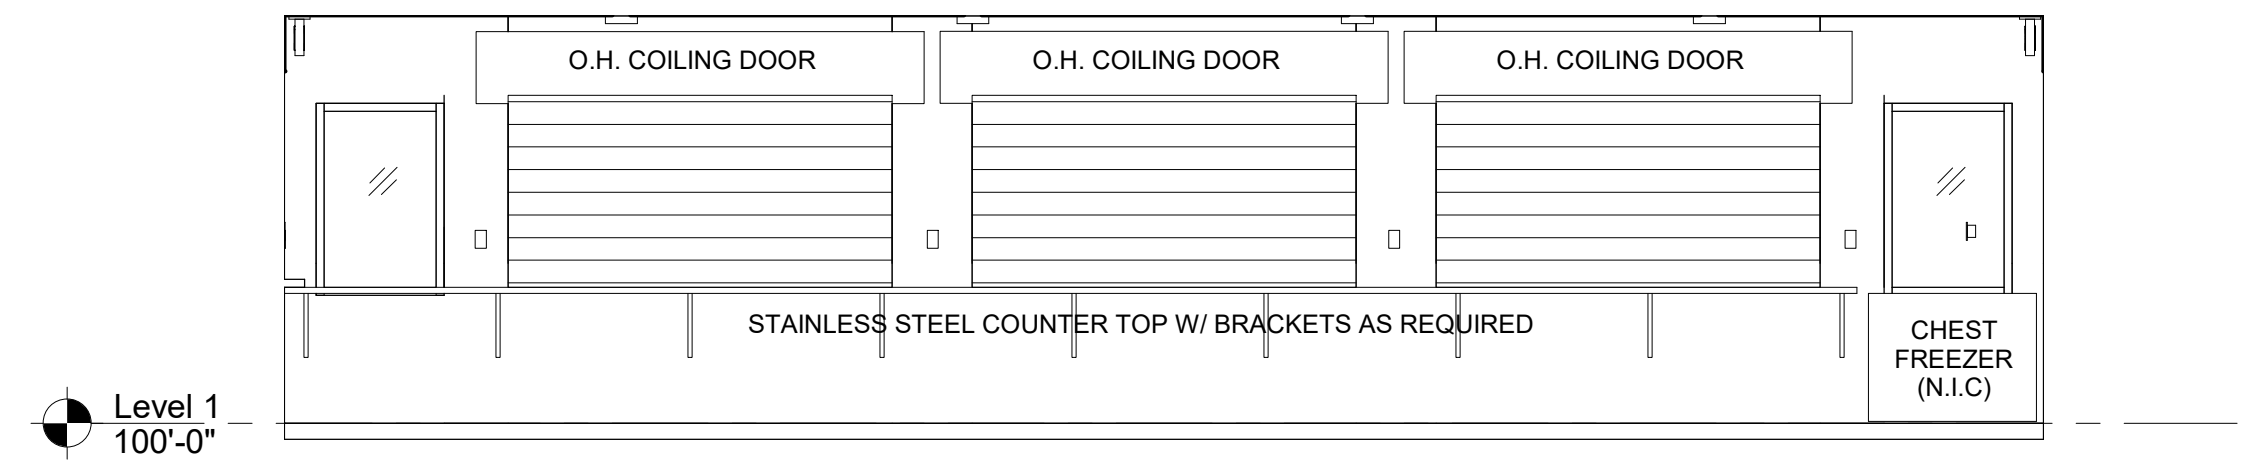 O.H. COILING DOOR
O.H. COILING DOOR
O.H. COILING DOOR
STAINLESS STEEL COUNTER TOP W/ BRACKETS AS REQUIRED
CHEST
FREEZER
(N.I.C)
Level 1
100'-0"